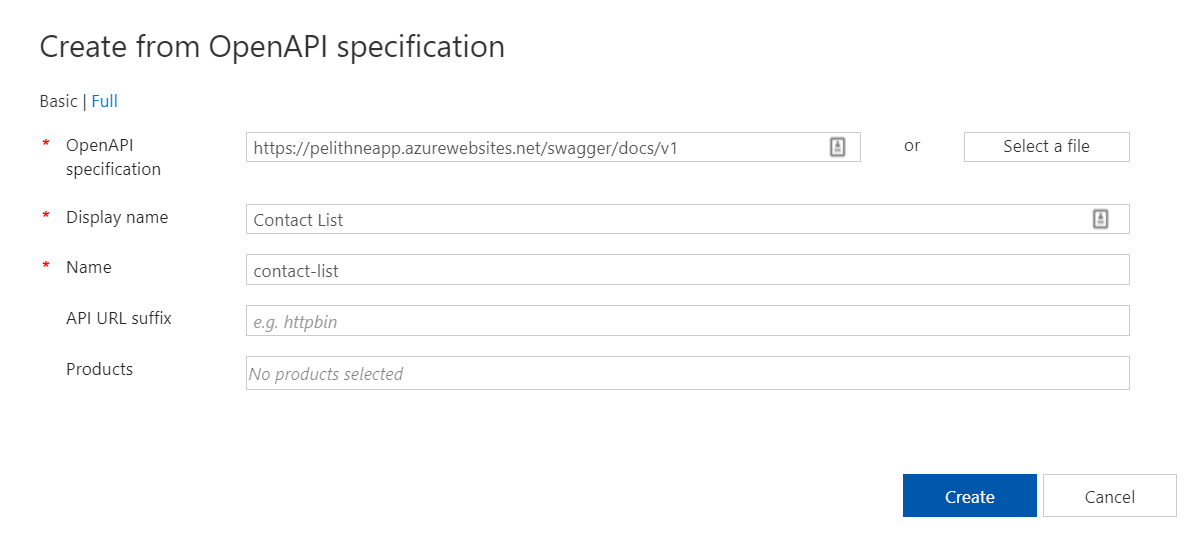 Create from OpenAPI specification
Basic | Full
* OpenAPI specification
https://pelithneapp.azurewebsites.net/swagger/docs/v1
or
Select a file
* Display name
Contact List
* Name
contact-list
API URL suffix
e.g. httpbin
Products
No products selected
Create
Cancel